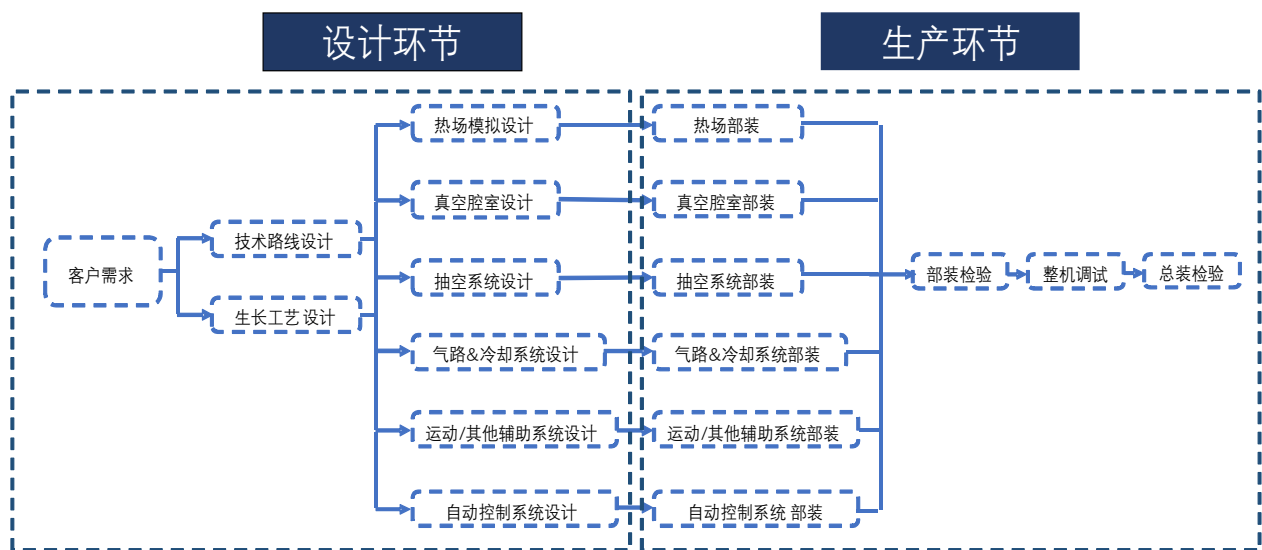 设计环节
生产环节
客户需求
技术路线设计
生长工艺设计
热场模拟设计
真空腔室设计
抽空系统设计
气路&冷却系统设计
运动/其他辅助系统设计
自动控制系统设计
热场部装
真空腔室部装
抽空系统部装
气路&冷却系统部装
运动/其他辅助系统部装
自动控制系统 部装
部装检验
整机调试
总装检验